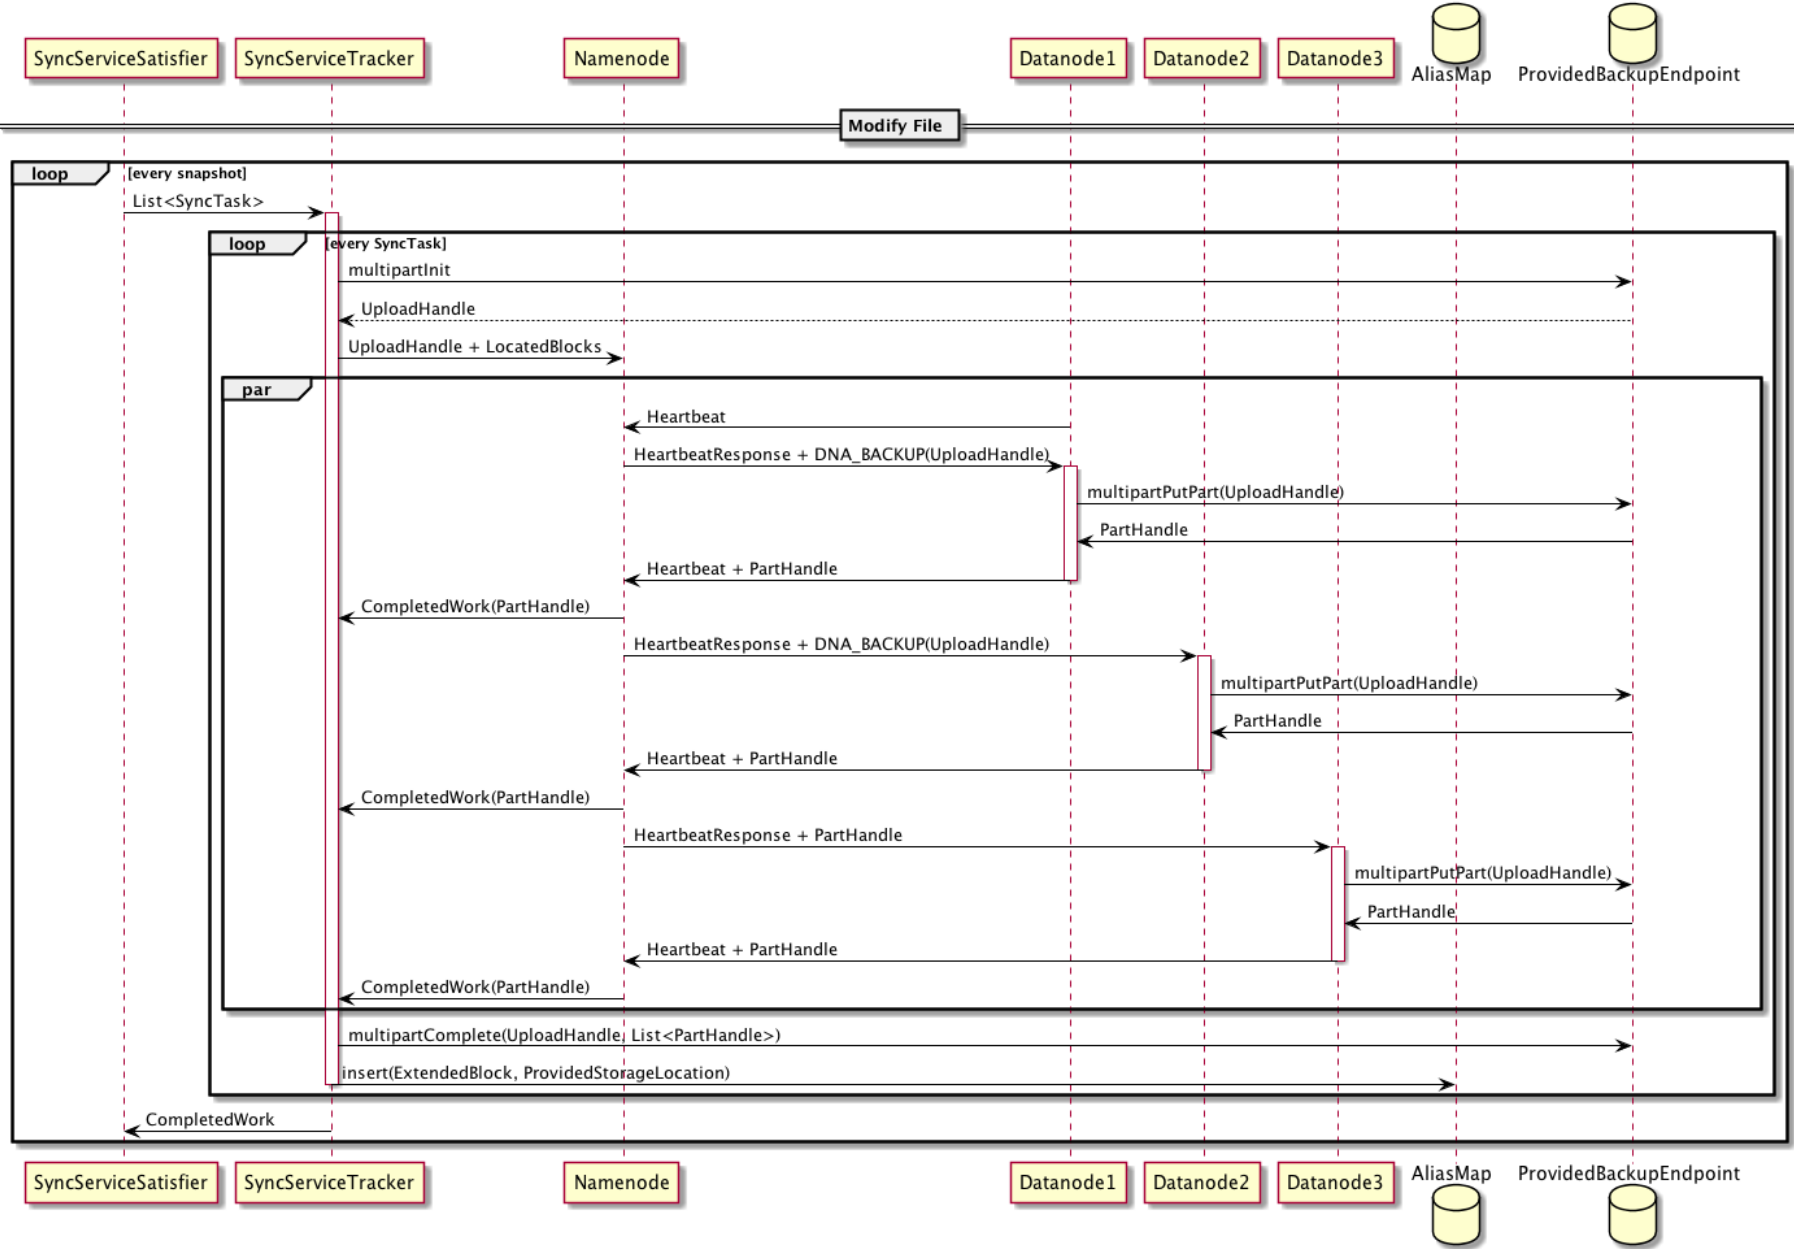 SyncServiceSatisfier SyncServiceTracker Namenode Datanode1 Datanode2 Datanode3 AliasMap ProvidedBackupEndpoint
Modify File
loop [every snapshot]
List<SyncTask>
loop [every SyncTask]
multipartInit
UploadHandle
UploadHandle + LocatedBlocks
par
Heartbeat
HeartbeatResponse + DNA_BACKUP(UploadHandle)
multipartPutPart(UploadHandle)
PartHandle
Heartbeat + PartHandle
CompletedWork(PartHandle)
HeartbeatResponse + DNA_BACKUP(UploadHandle)
multipartPutPart(UploadHandle)
PartHandle
Heartbeat + PartHandle
CompletedWork(PartHandle)
HeartbeatResponse + PartHandle
multipartPutPart(UploadHandle)
PartHandle
Heartbeat + PartHandle
CompletedWork(PartHandle)
multipartComplete(UploadHandle, List<PartHandle>)
insert(ExtendedBlock, ProvidedStorageLocation)
CompletedWork
SyncServiceSatisfier SyncServiceTracker Namenode Datanode1 Datanode2 Datanode3 AliasMap ProvidedBackupEndpoint